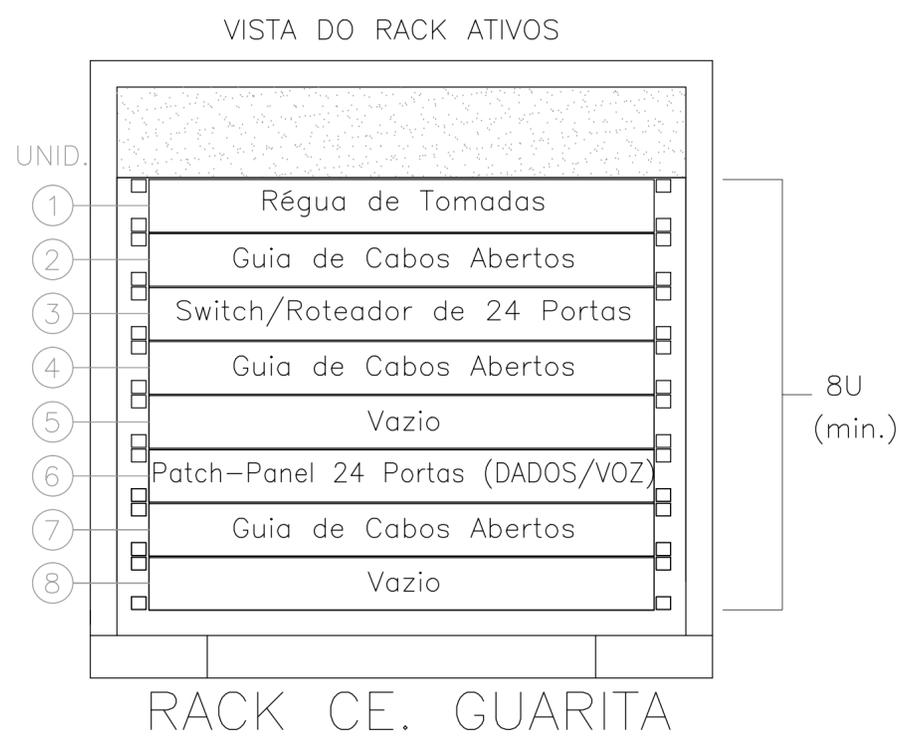 VISTA DO RACK ATIVOS
UNID.
1 Régua de Tomadas
2 Guia de Cabos Abertos
3 Switch/Roteador de 24 Portas
4 Guia de Cabos Abertos
8U
(min.)
5 Vazio
6 Patch-Panel 24 Portas (DADOS/VOZ)
7 Guia de Cabos Abertos
8 Vazio
RACK CE. GUARITA